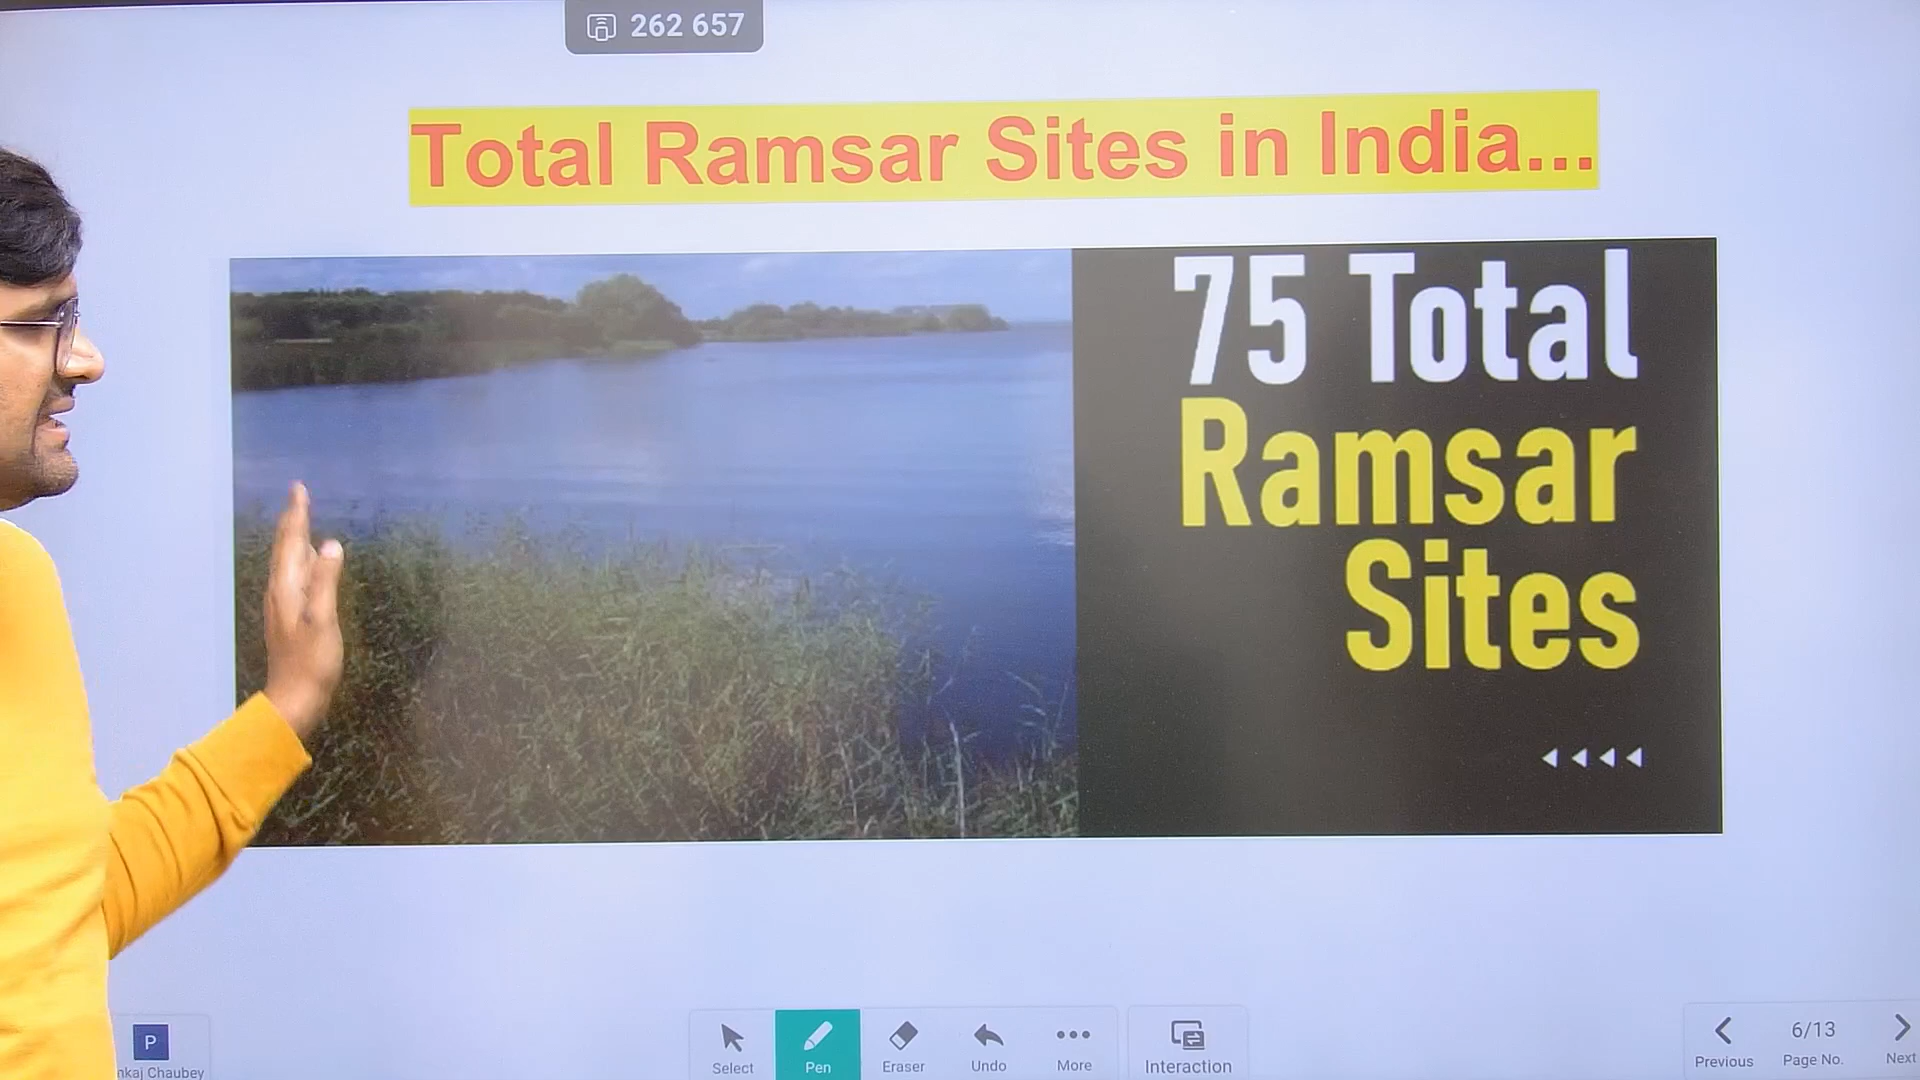 262 657
Total Ramsar Sites in India...
75 Total
Ramsar
Sites
P
nkaj Chaubey
Select
Pen
Eraser
Undo
More
Interaction
Previous
6/13
Page No.
Next